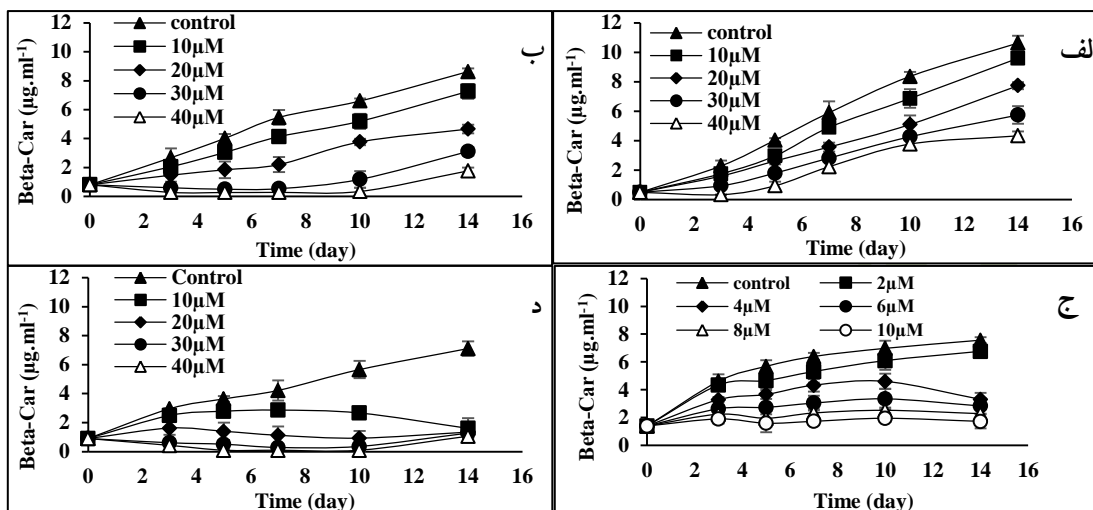 control
10µM
20µM
30µM
40µM
Beta-Car (µg.ml⁻¹)
12
10
8
6
4
2
0
0 2 4 6 8 10 12 14 16
Time (day)
لف
control
10µM
20µM
30µM
40µM
Beta-Car (µg.ml⁻¹)
12
10
8
6
4
2
0
0 2 4 6 8 10 12 14 16
Time (day)
Control
10µM
20µM
30µM
40µM
Beta-Car (µg.ml⁻¹)
12
10
8
6
4
2
0
0 2 4 6 8 10 12 14 16
Time (day)
ج
control 2µM
4µM 6µM
8µM 10µM
Beta-Car (µg.ml⁻¹)
12
10
8
6
4
2
0
0 2 4 6 8 10 12 14 16
Time (day)